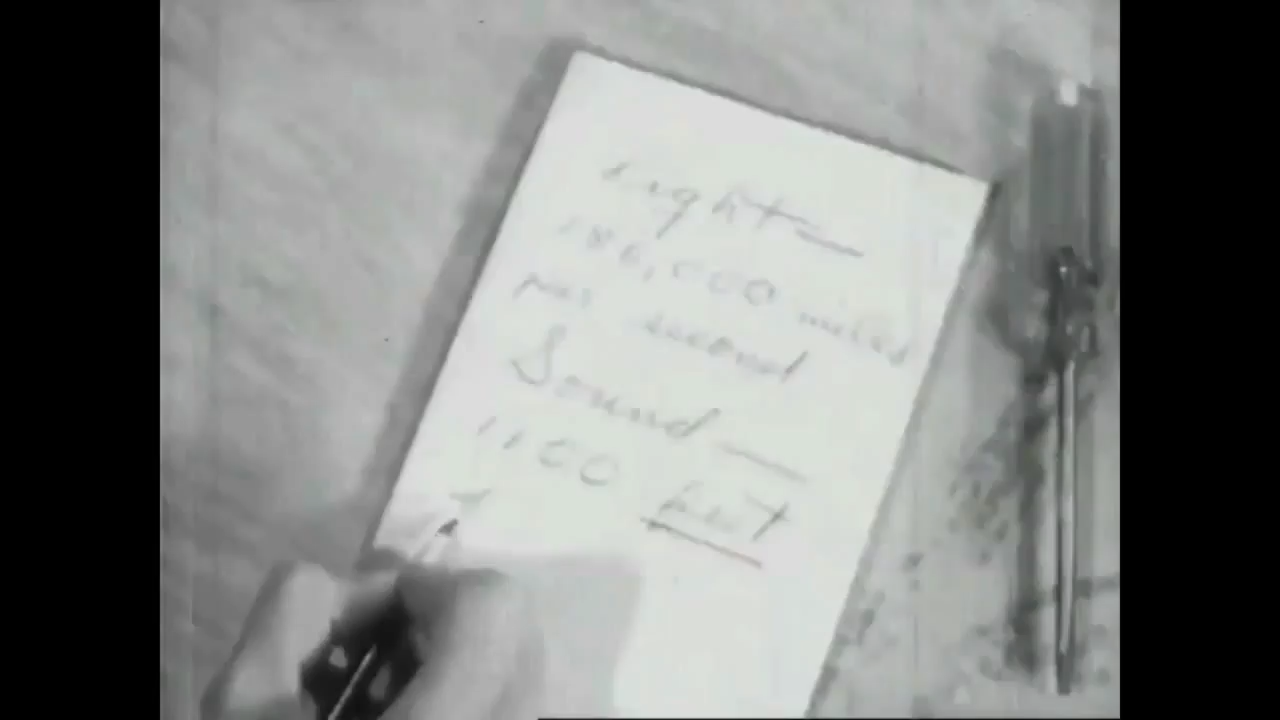 Light —
186,000 miles
per second
Sound —
1100 feet